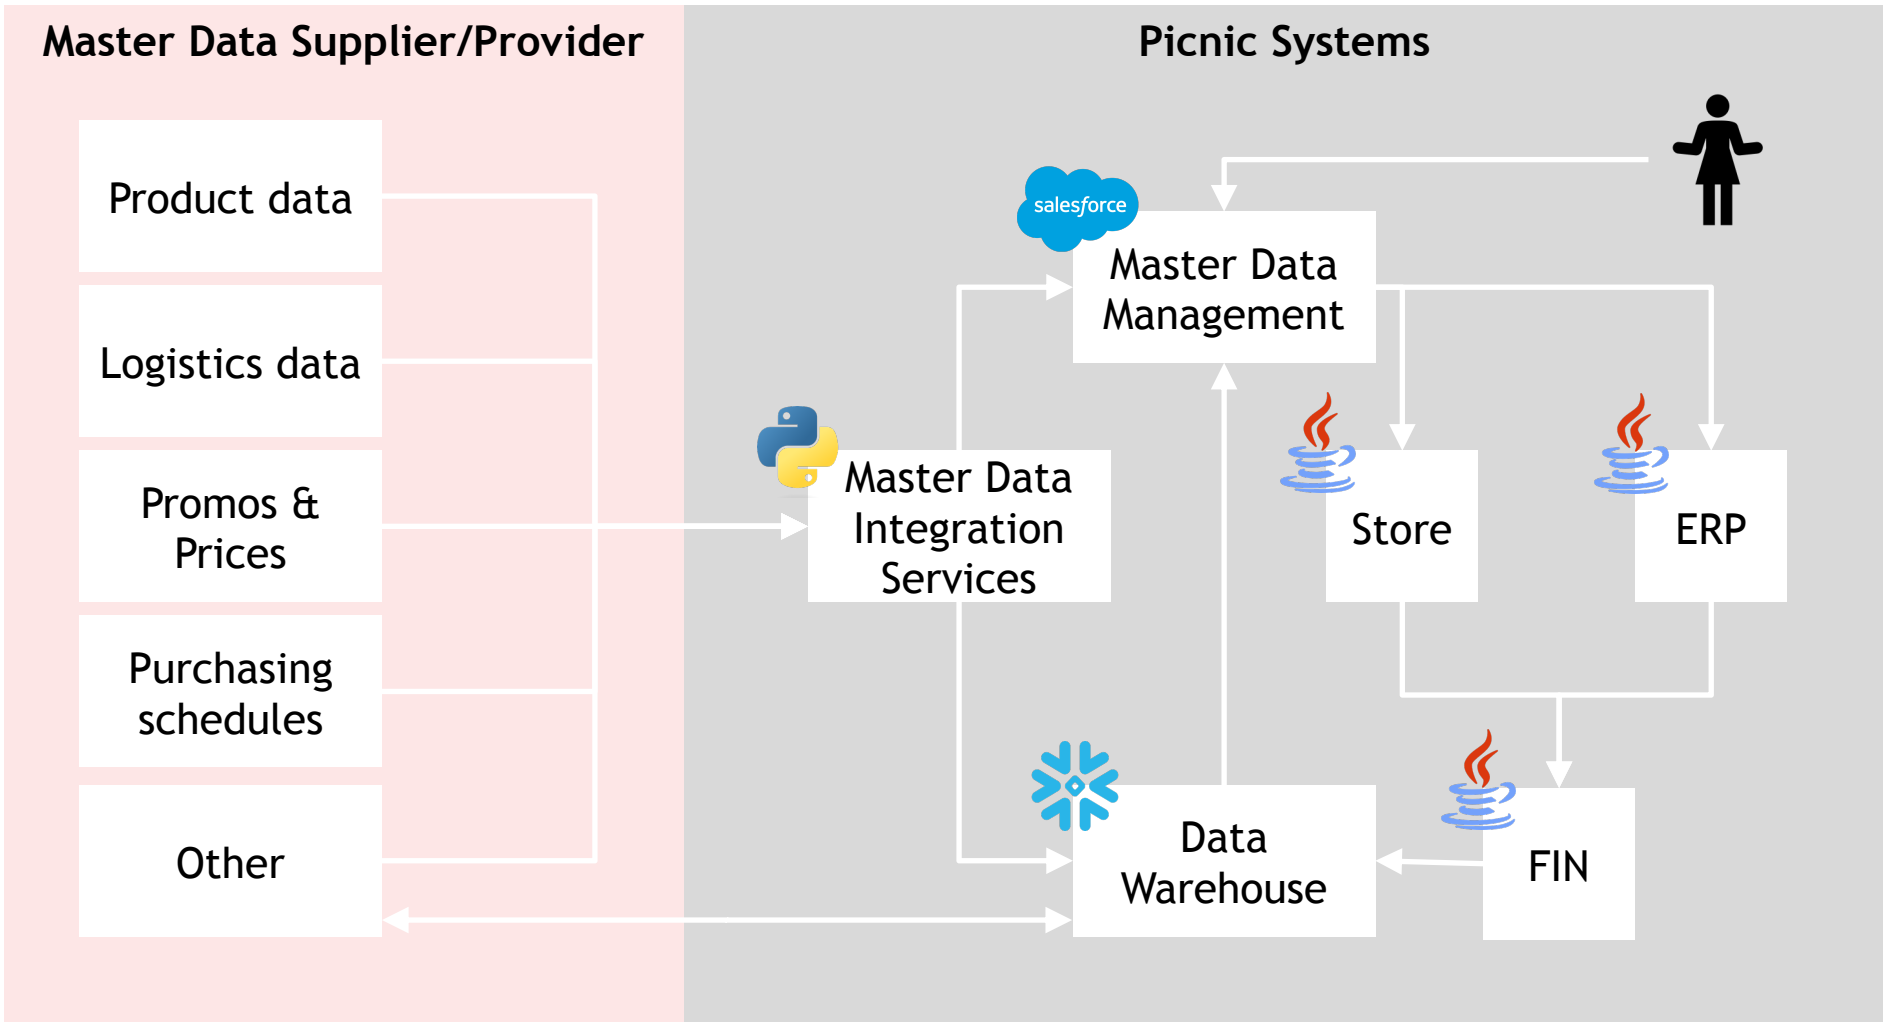 Master Data Supplier/Provider
Picnic Systems
Product data
Logistics data
Promos &
Prices
Purchasing
schedules
Other
salesforce
Master Data
Management
Master Data
Integration
Services
Store
ERP
Data
Warehouse
FIN